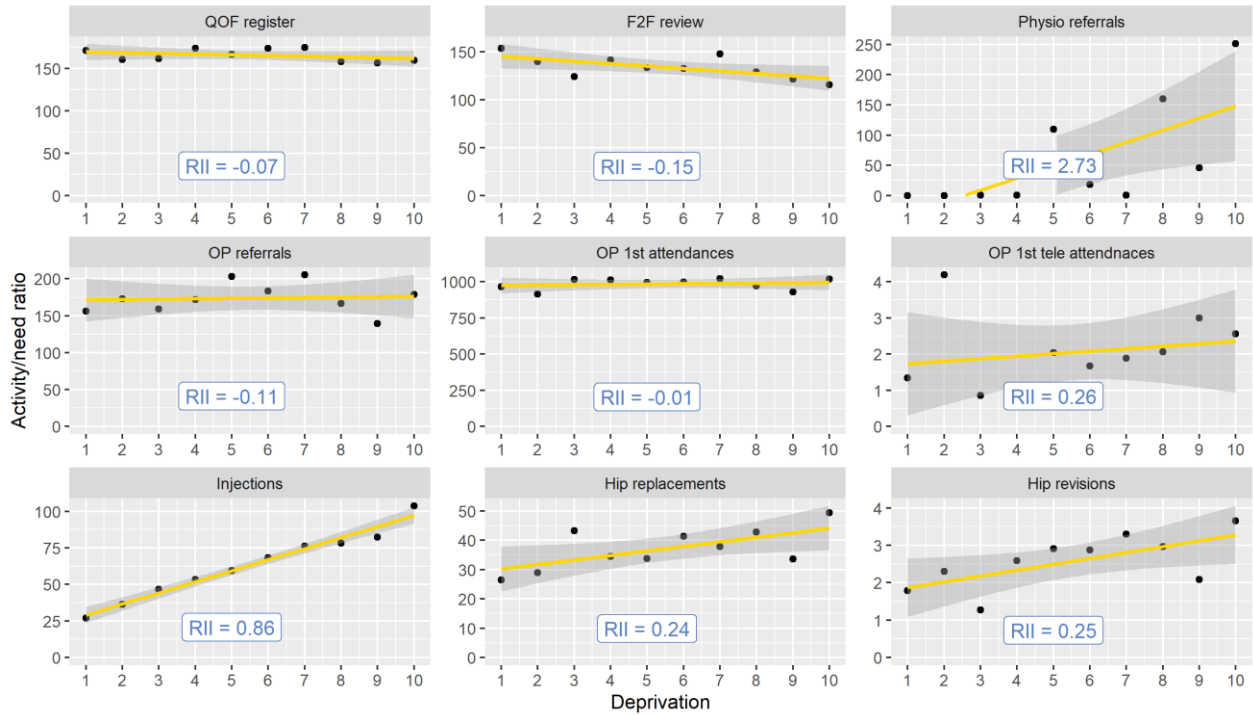 QOF register
F2F review
Physio referrals
150
100
50
0
RII = -0.07
1 2 3 4 5 6 7 8 9 10
150
100
50
0
RII = -0.15
1 2 3 4 5 6 7 8 9 10
250
200
150
100
50
0
RII = 2.73
1 2 3 4 5 6 7 8 9 10
OP referrals
OP 1st attendances
OP 1st tele attendnaces
Activity/need ratio
200
150
100
50
0
RII = -0.11
1 2 3 4 5 6 7 8 9 10
1000
750
500
250
0
RII = -0.01
1 2 3 4 5 6 7 8 9 10
4
3
2
1
0
RII = 0.26
1 2 3 4 5 6 7 8 9 10
Injections
Hip replacements
Hip revisions
100
75
50
25
0
RII = 0.86
1 2 3 4 5 6 7 8 9 10
50
40
30
20
10
0
RII = 0.24
1 2 3 4 5 6 7 8 9 10
4
3
2
1
0
RII = 0.25
1 2 3 4 5 6 7 8 9 10
Deprivation